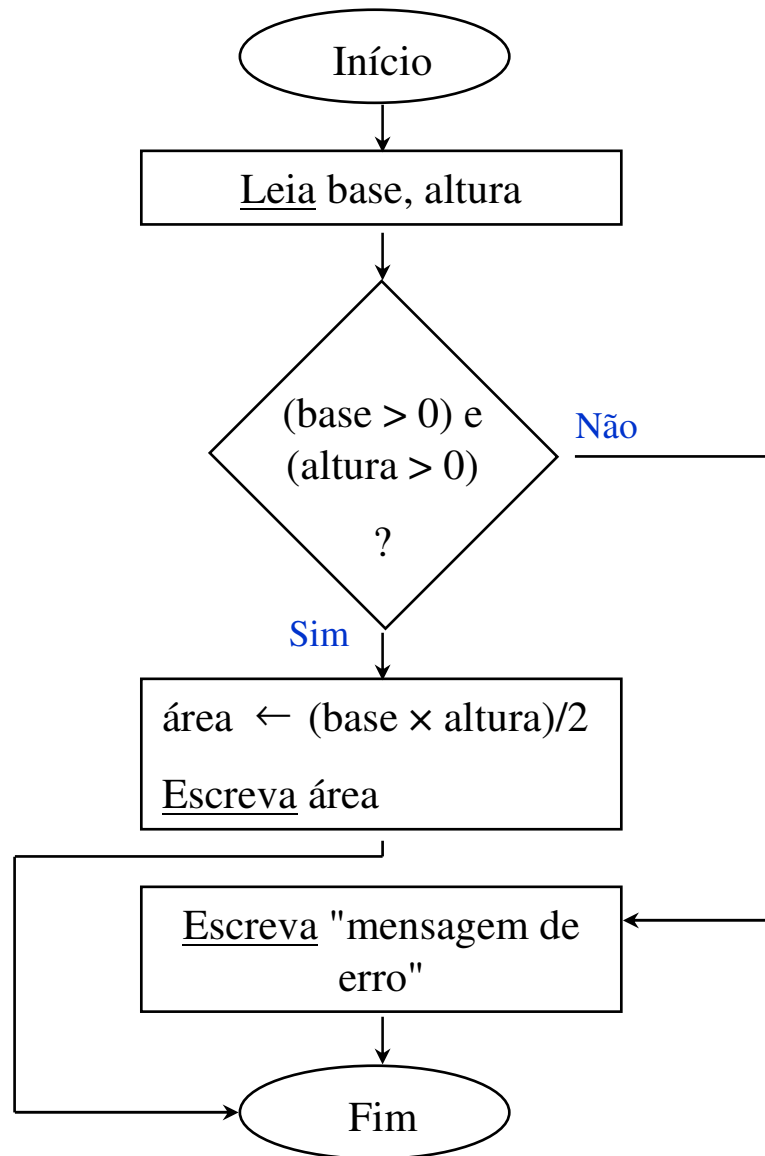 Início
Leia base, altura
(base > 0) e
(altura > 0)
?
Não
Sim
área ← (base × altura)/2
Escreva área
Escreva "mensagem de
erro"
Fim